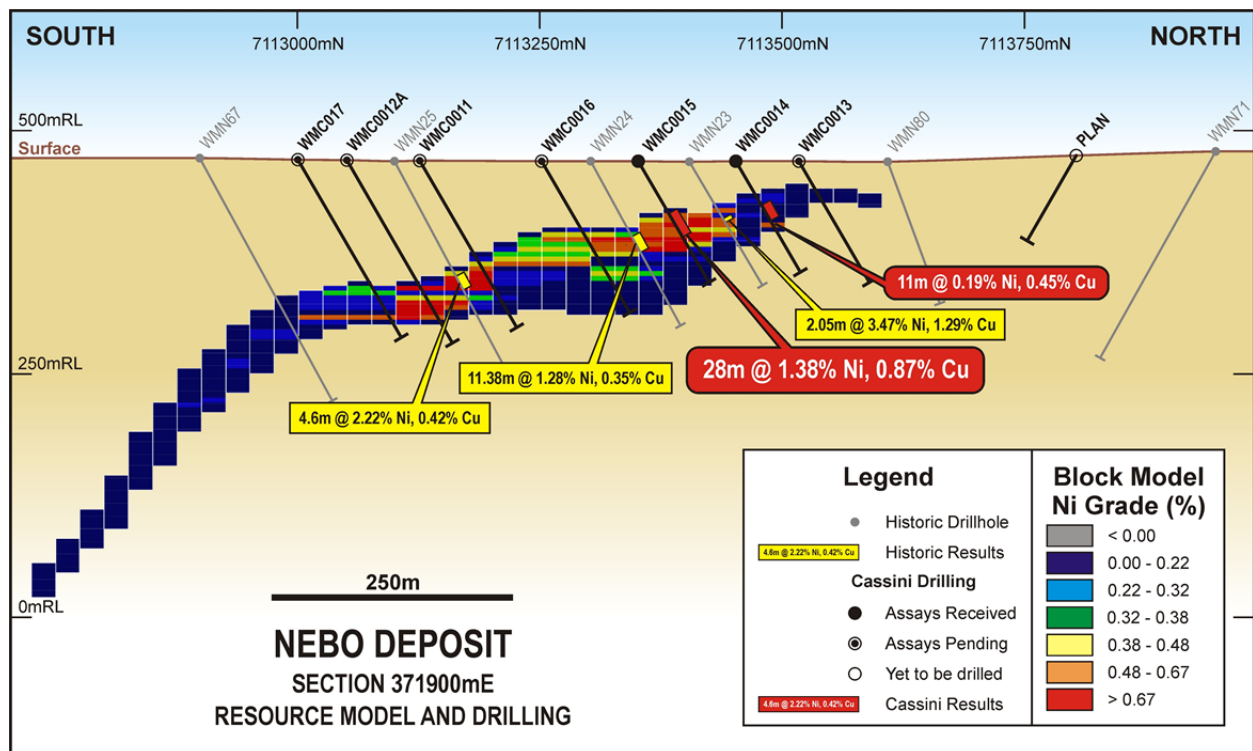 SOUTH
7113000mN
7113250mN
7113500mN
7113750mN
NORTH
500mRL
Surface
WMN67
WMC017
WMC0012A
WMN25
WMC0011
WMC0016
WMN24
WMC0015
WMN23
WMC0014
WMC0013
WMN80
PLAN
WMN71
11m @ 0.19% Ni, 0.45% Cu
2.05m @ 3.47% Ni, 1.29% Cu
28m @ 1.38% Ni, 0.87% Cu
11.38m @ 1.28% Ni, 0.35% Cu
4.6m @ 2.22% Ni, 0.42% Cu
250mRL
0mRL
250m
NEBO DEPOSIT
SECTION 371900mE
RESOURCE MODEL AND DRILLING
Legend
Historic Drillhole
4.6m @ 2.22% Ni, 0.42% Cu Historic Results
Cassini Drilling
Assays Received
Assays Pending
Yet to be drilled
4.6m @ 2.22% Ni, 0.42% Cu Cassini Results
Block Model
Ni Grade (%)
< 0.00
0.00 - 0.22
0.22 - 0.32
0.32 - 0.38
0.38 - 0.48
0.48 - 0.67
> 0.67